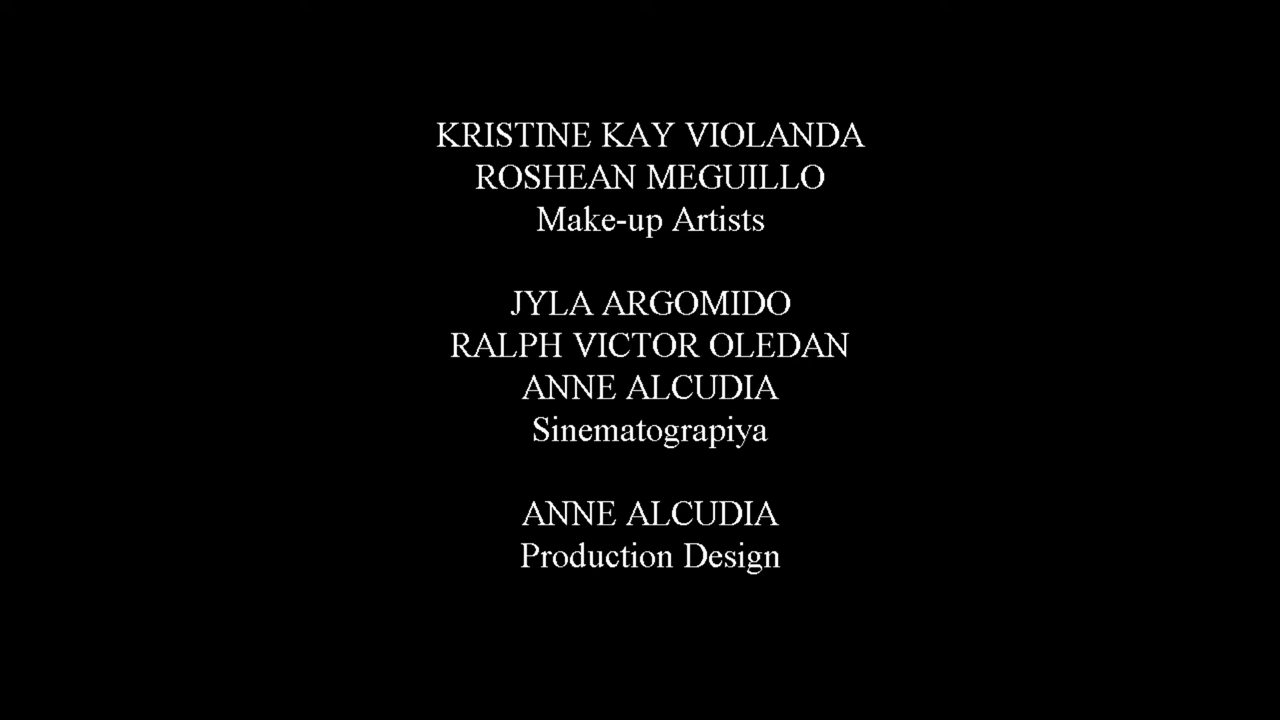 KRISTINE KAY VIOLANDA
ROSHEAN MEGUILLO
Make-up Artists
JYLA ARGOMIDO
RALPH VICTOR OLEDAN
ANNE ALCUDIA
Sinematograpiya
ANNE ALCUDIA
Production Design